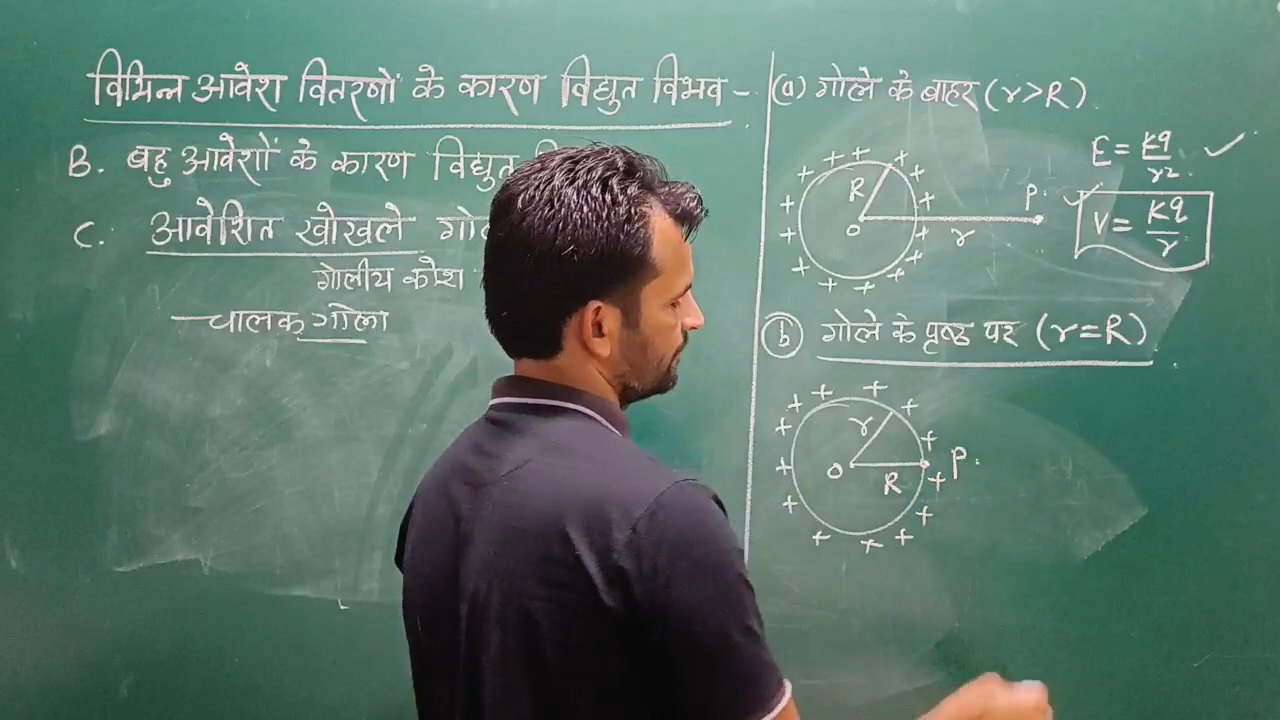 विभिन्न आवेश वितरणों के कारण विद्युत विभव -
B. बहु आवेशों के कारण विद्युत
C. आवेशित खोखले
गोलीय कोश
चालक गोला
(a) गोले के बाहर (r>R)
E = kq/r2
V = kq/r
R
O
r
P.
(b) गोले के पृष्ठ पर (r=R)
r
O
R
P.